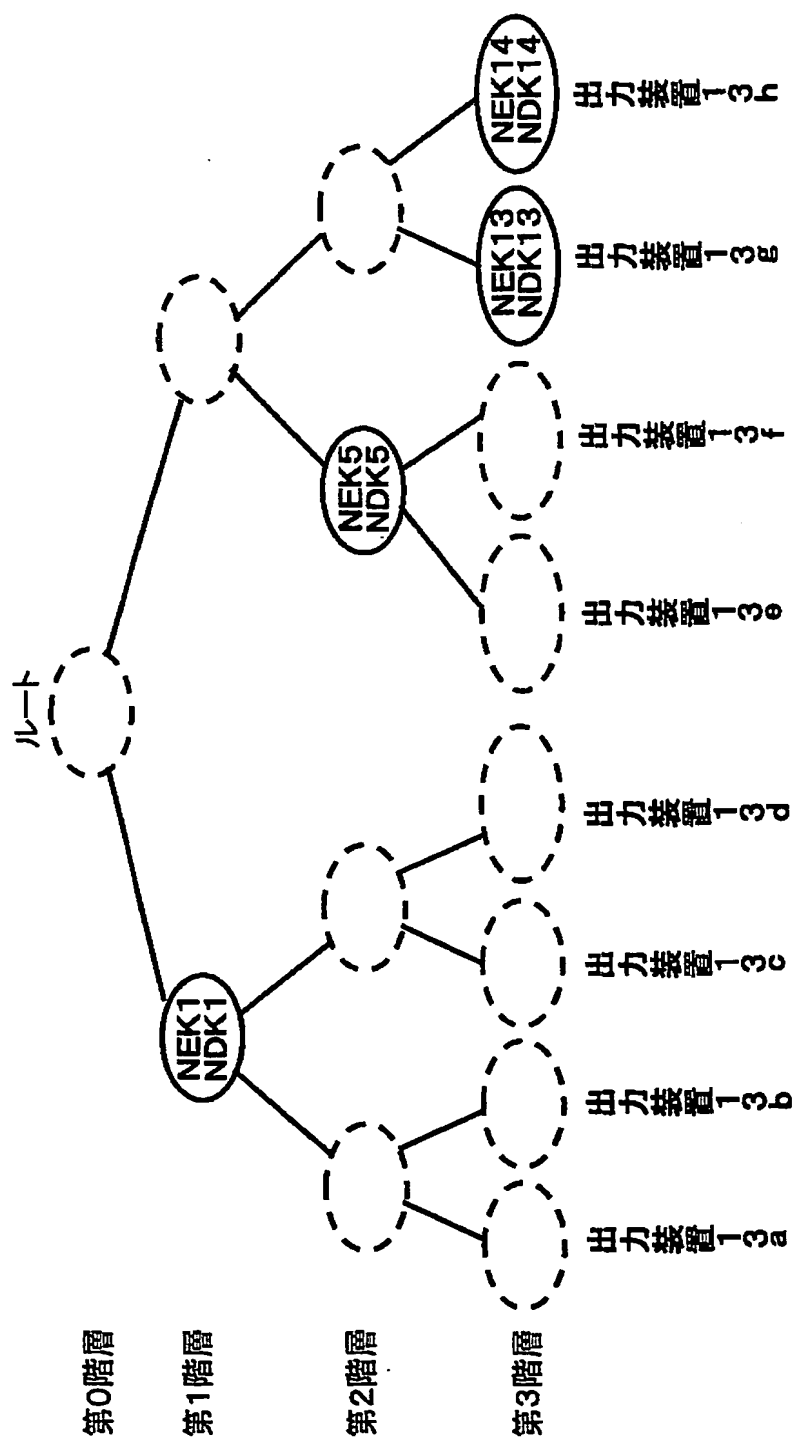 ルート
第0階層
第1階層
NEK1
NDK1
第2階層
NEK5
NDK5
第3階層
NEK13
NDK13
NEK14
NDK14
出力装置13a
出力装置13b
出力装置13c
出力装置13d
出力装置13e
出力装置13f
出力装置13g
出力装置13h